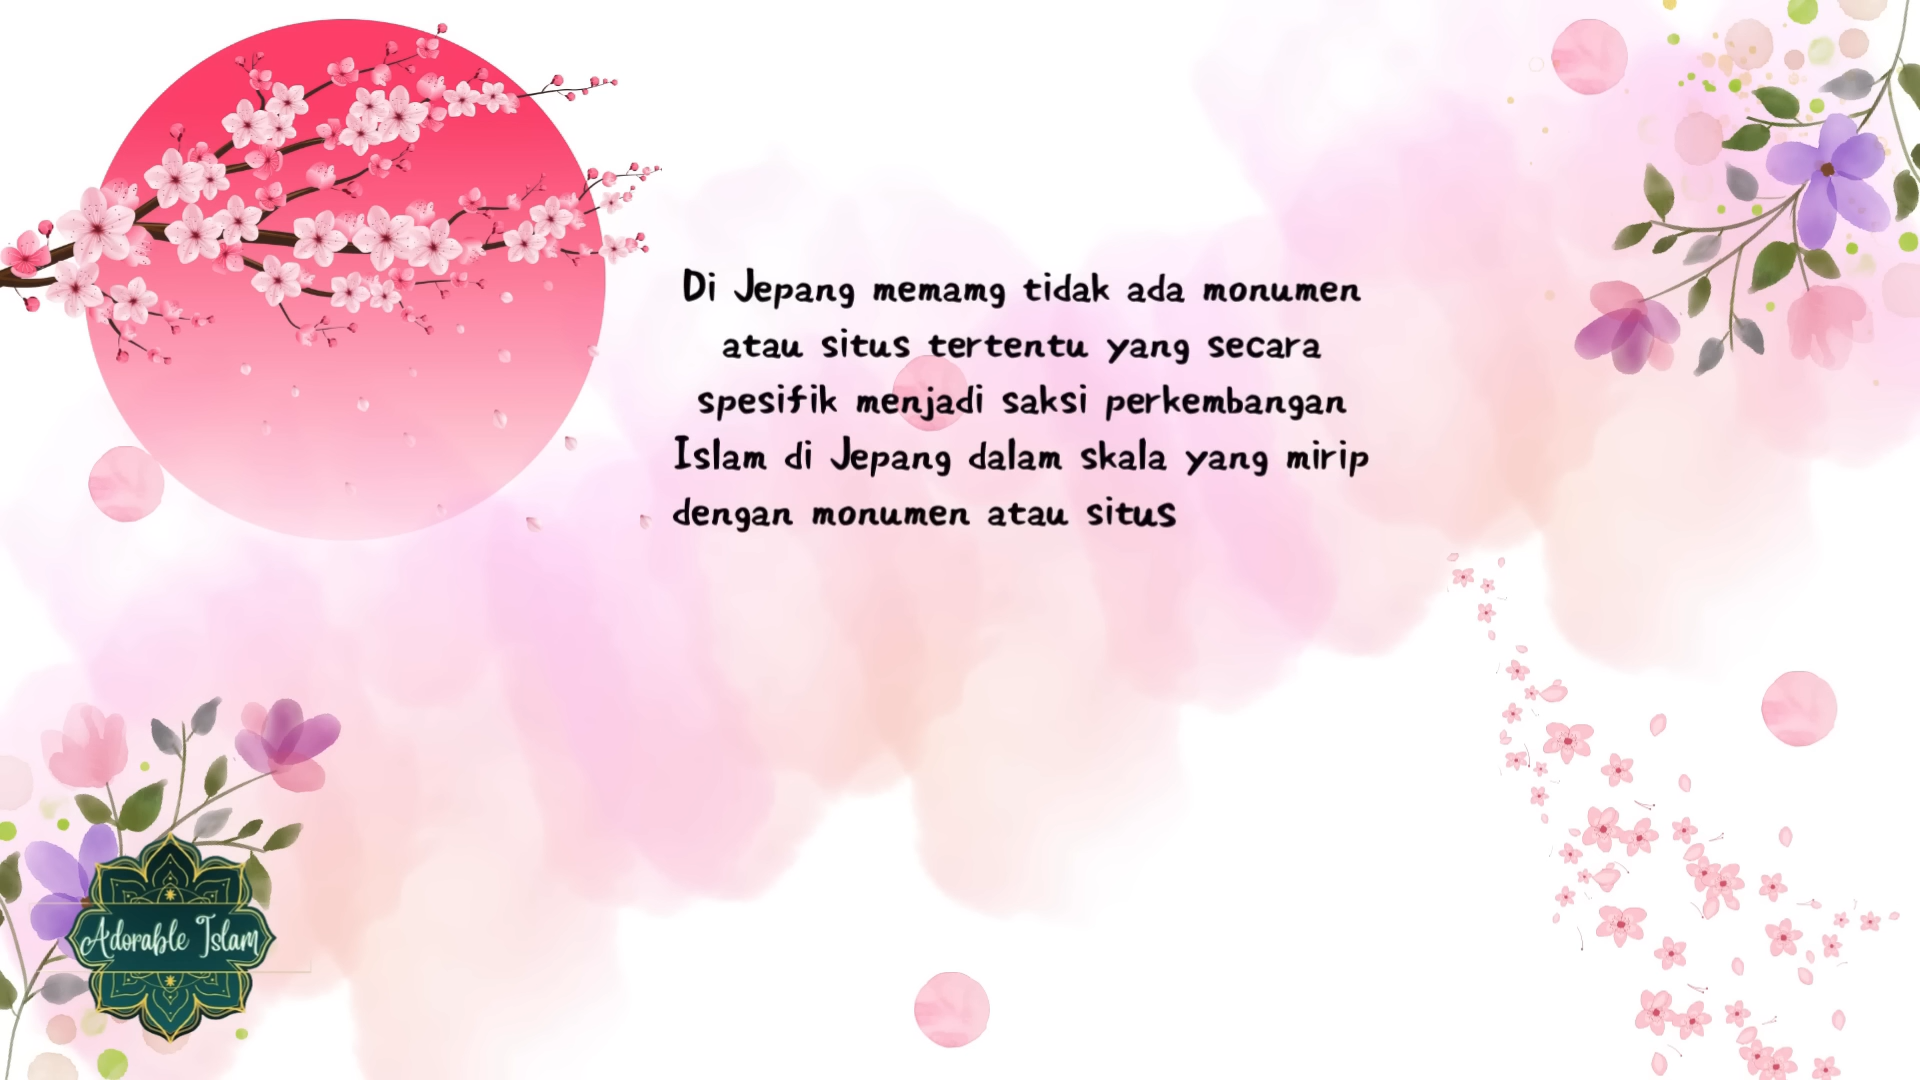 Di Jepang memamg tidak ada monumen
atau situs tertentu yang secara
spesifik menjadi saksi perkembangan
Islam di Jepang dalam skala yang mirip
dengan monumen atau situs
Adorable Islam